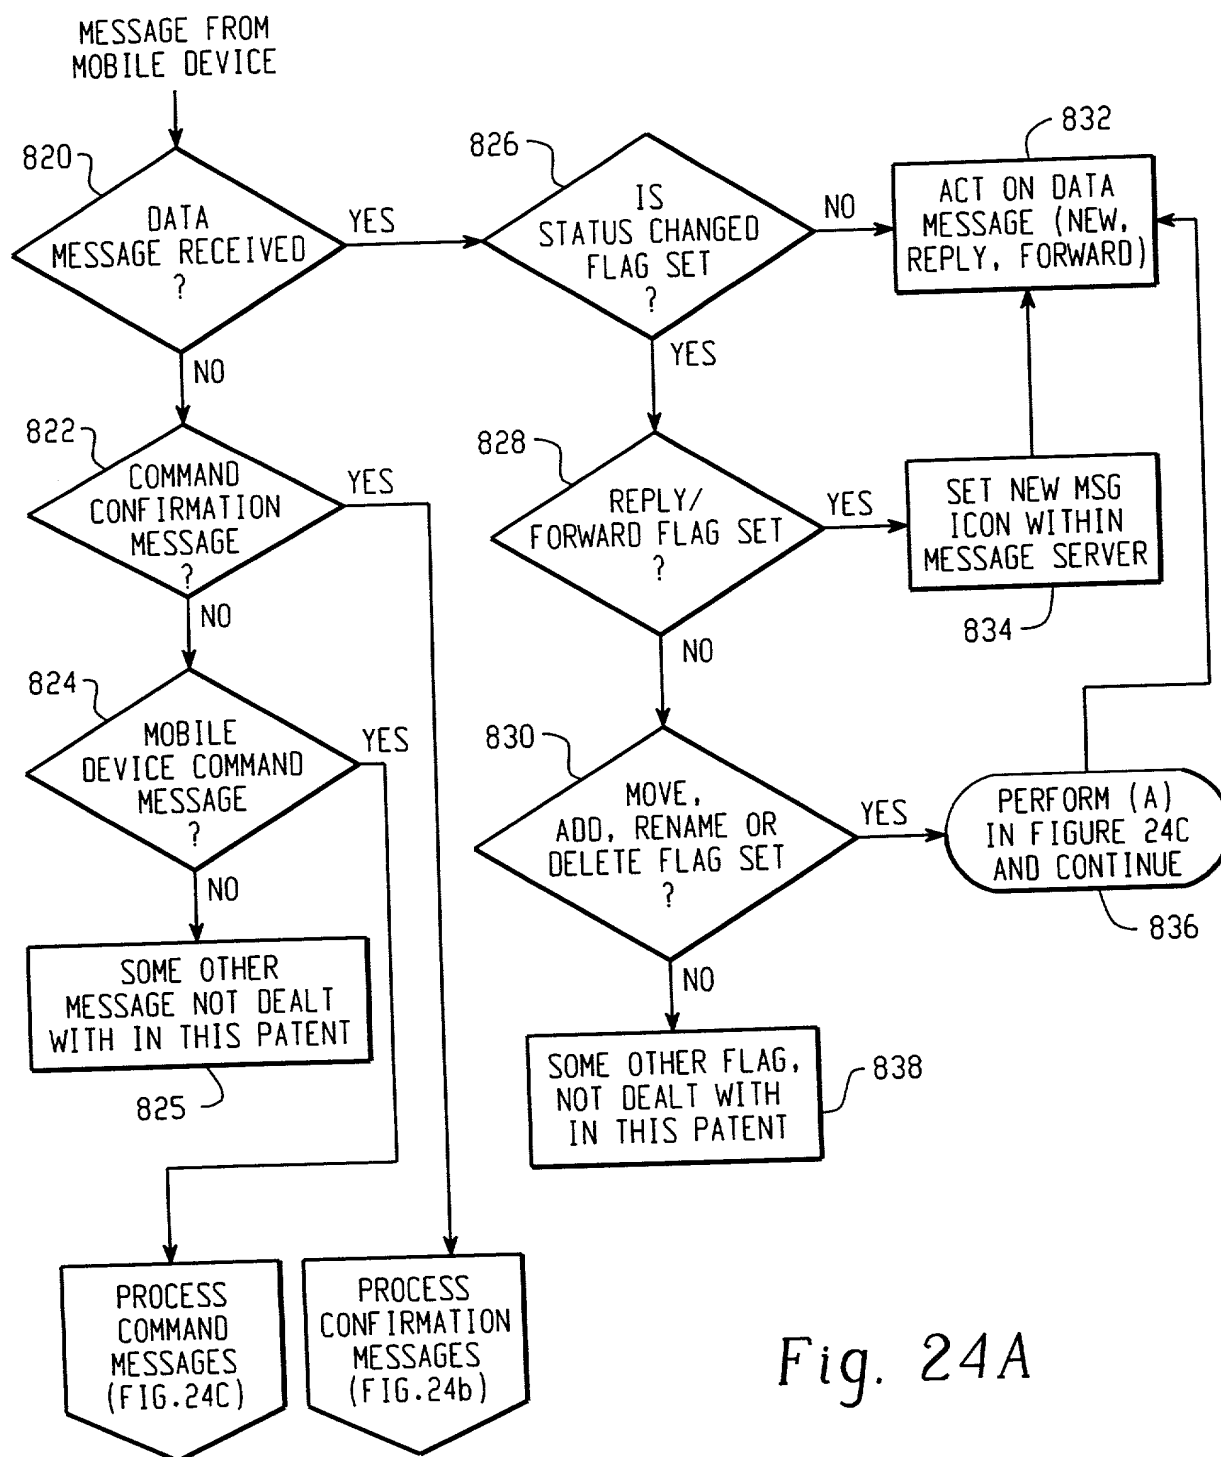 MESSAGE FROM
MOBILE DEVICE
820
DATA
MESSAGE RECEIVED
?
YES
NO
826
IS
STATUS CHANGED
FLAG SET
?
NO
YES
832
ACT ON DATA
MESSAGE (NEW,
REPLY, FORWARD)
822
COMMAND
CONFIRMATION
MESSAGE
?
YES
NO
828
REPLY/
FORWARD FLAG SET
?
YES
NO
SET NEW MSG
ICON WITHIN
MESSAGE SERVER
834
824
MOBILE
DEVICE COMMAND
MESSAGE
?
YES
NO
830
MOVE,
ADD, RENAME OR
DELETE FLAG SET
?
YES
NO
PERFORM (A)
IN FIGURE 24C
AND CONTINUE
836
SOME OTHER
MESSAGE NOT DEALT
WITH IN THIS PATENT
825
SOME OTHER FLAG,
NOT DEALT WITH
IN THIS PATENT
838
PROCESS
COMMAND
MESSAGES
(FIG.24C)
PROCESS
CONFIRMATION
MESSAGES
(FIG.24b)
Fig. 24A